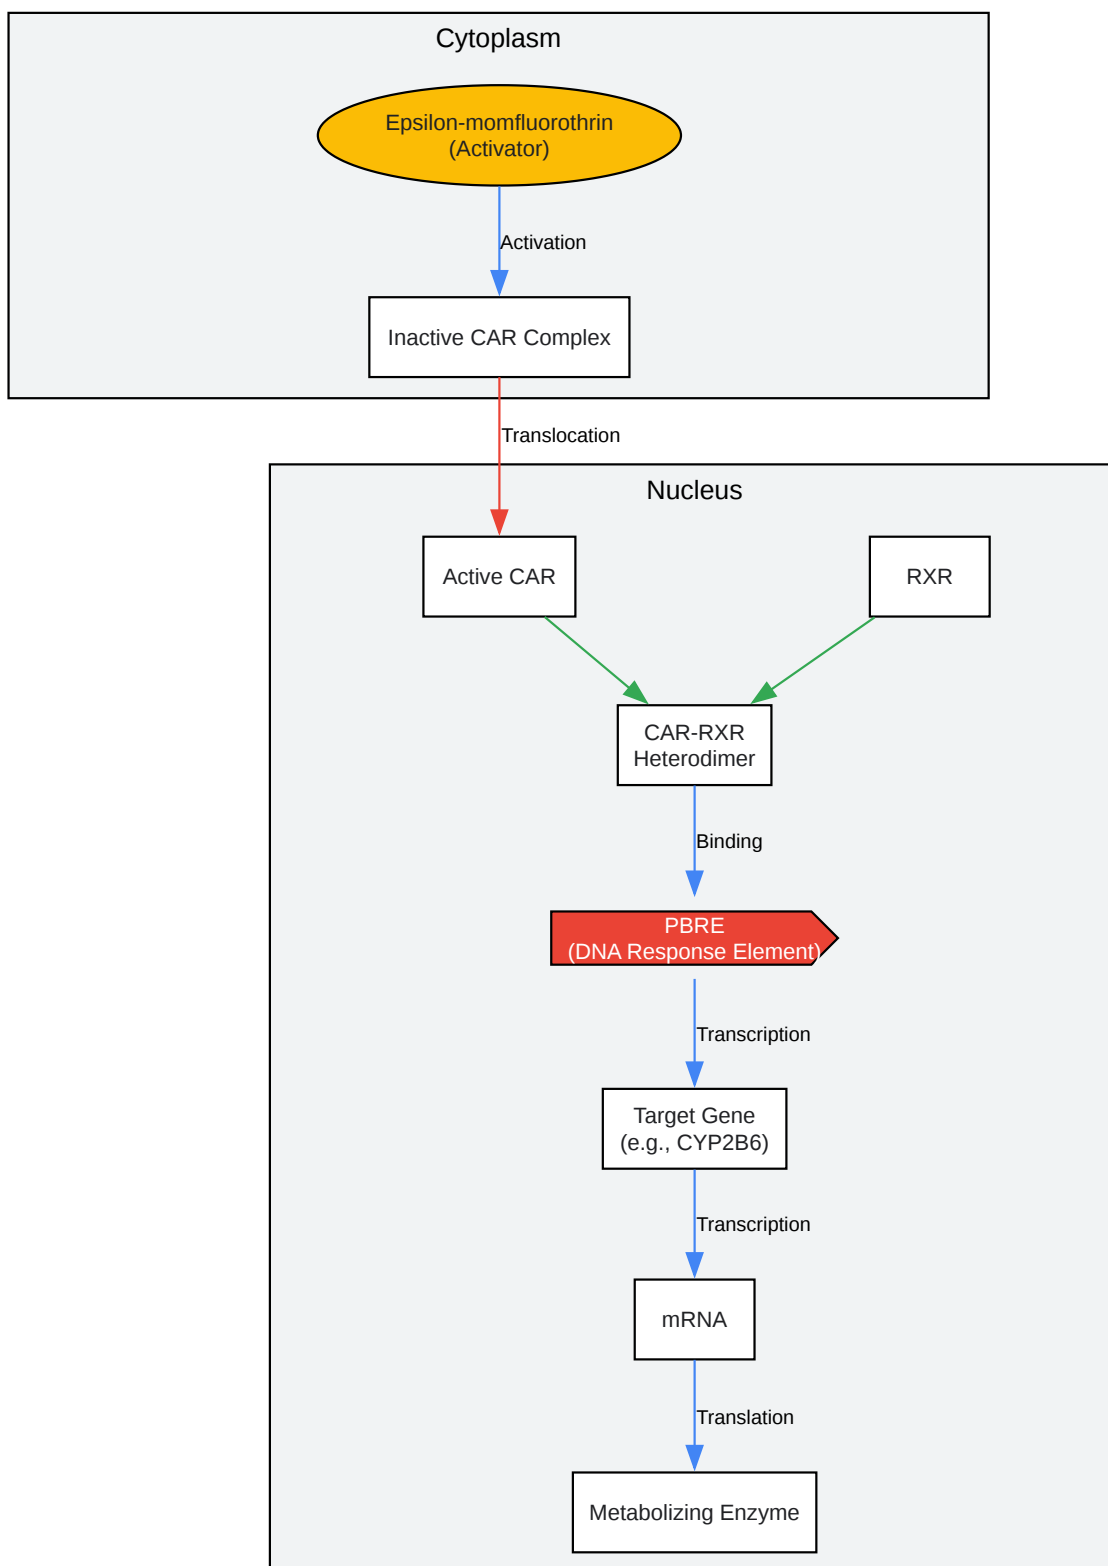 Cytoplasm
Epsilon-momfluorothrin
(Activator)
Activation
Inactive CAR Complex
Translocation
Nucleus
Active CAR
RXR
CAR-RXR
Heterodimer
Binding
PBRE
(DNA Response Element)
Transcription
Target Gene
(e.g., CYP2B6)
Transcription
mRNA
Translation
Metabolizing Enzyme